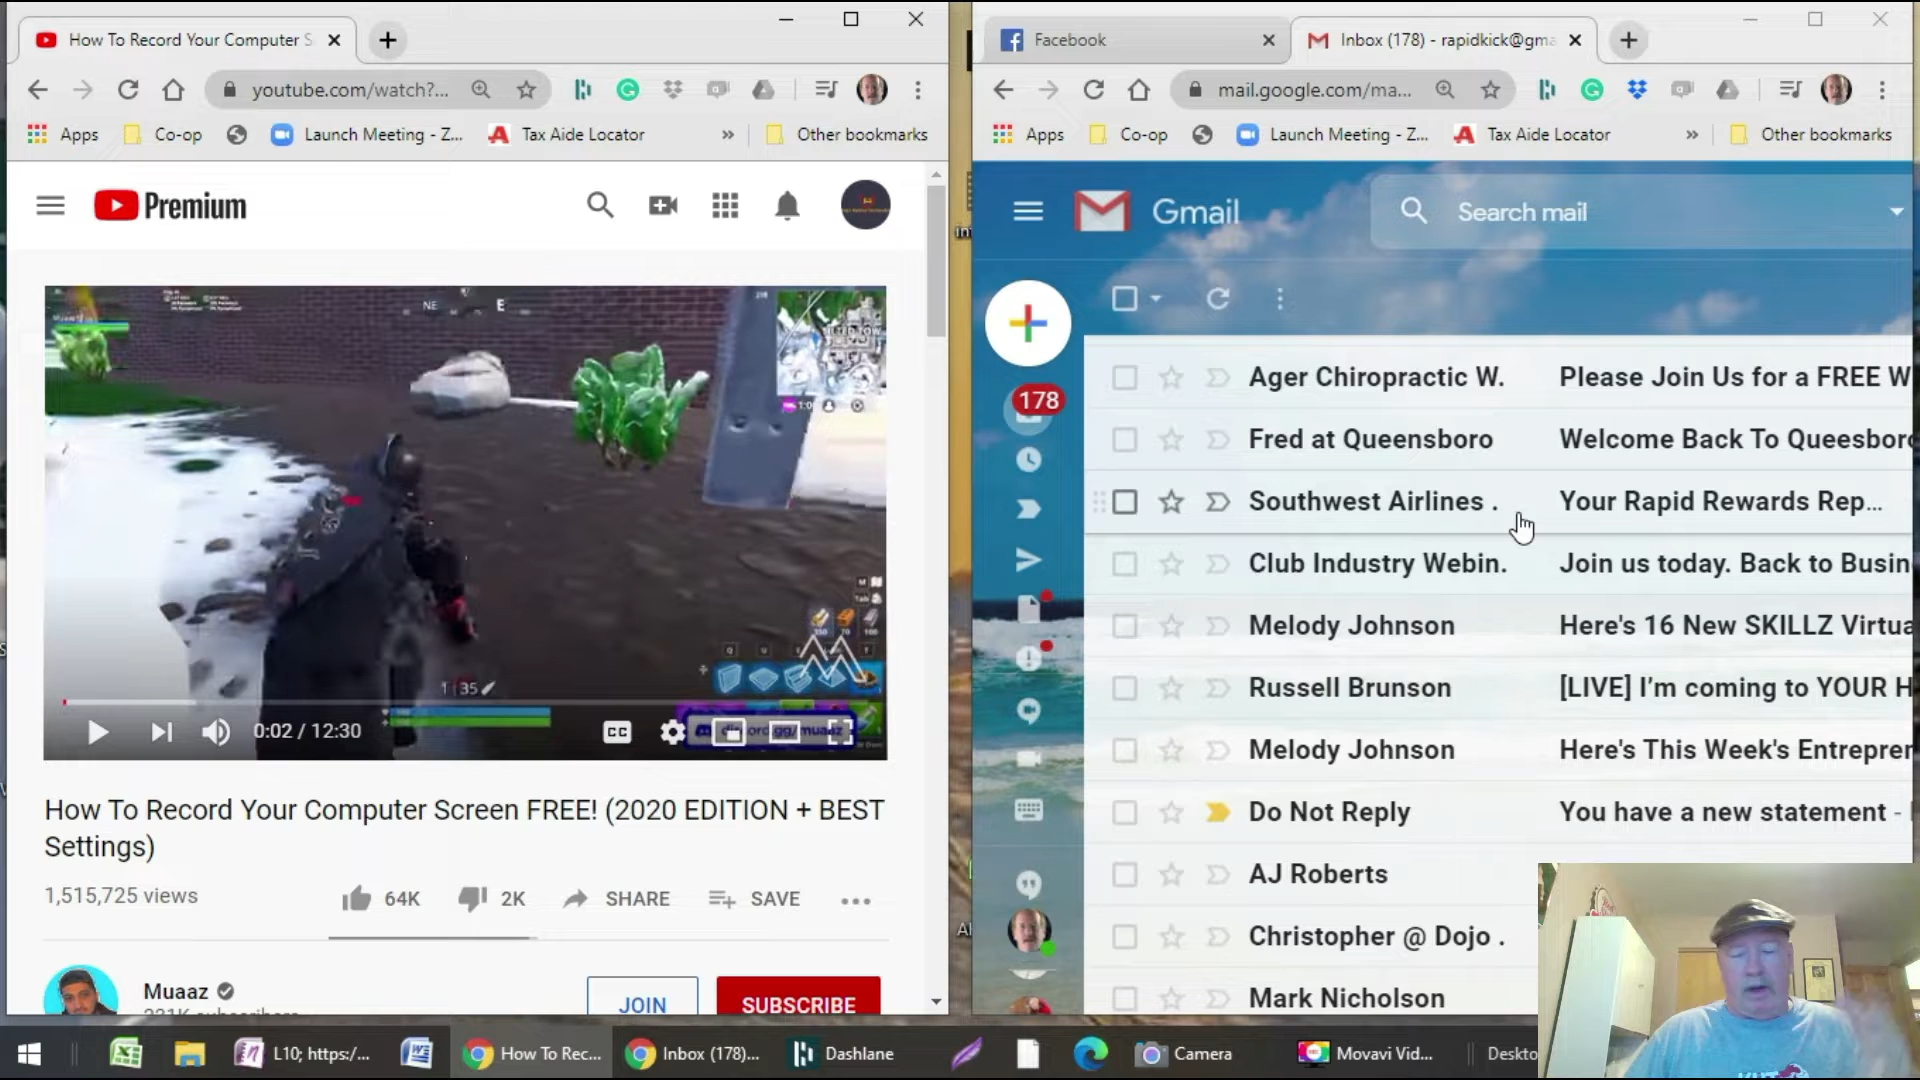 How To Record Your Computer S
youtube.com/watch?...
Apps
Co-op
Launch Meeting - Z...
Tax Aide Locator
»
Other bookmarks
Premium
NE
E
1 | 35
0:02 / 12:30
CC
How To Record Your Computer Screen FREE! (2020 EDITION + BEST
Settings)
1,515,725 views
64K
2K
SHARE
SAVE
Muaaz
JOIN
SUBSCRIBE
Facebook
Inbox (178) - rapidkick@gma
mail.google.com/ma...
Apps
Co-op
Launch Meeting - Z...
Tax Aide Locator
»
Other bookmarks
Gmail
Search mail
178
Ager Chiropractic W. Please Join Us for a FREE W
Fred at Queensboro Welcome Back To Queesboro
Southwest Airlines . Your Rapid Rewards Rep...
Club Industry Webin. Join us today. Back to Busin
Melody Johnson Here's 16 New SKILLZ Virtua
Russell Brunson [LIVE] I'm coming to YOUR H
Melody Johnson Here's This Week's Entreprer
Do Not Reply You have a new statement -
AJ Roberts
Christopher @ Dojo .
Mark Nicholson
L10; https:/...
How To Rec...
Inbox (178)...
Dashlane
Camera
Movavi Vid...
Deskto